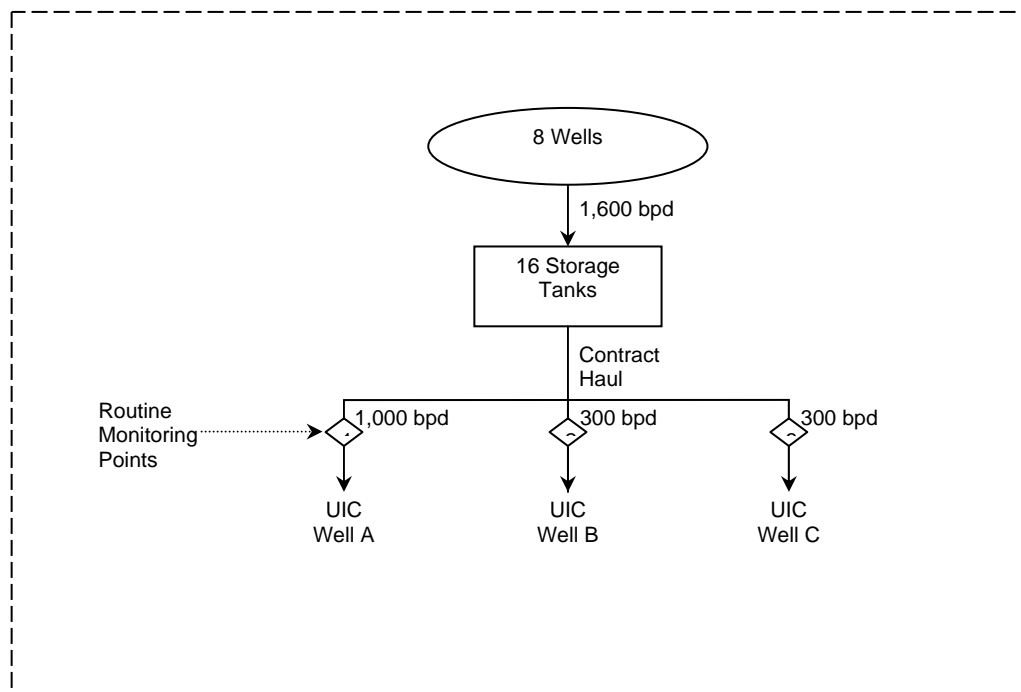 8 Wells
1,600 bpd
16 Storage
Tanks
Contract
Haul
Routine
Monitoring
Points
1,000 bpd
300 bpd
300 bpd
UIC
Well A
UIC
Well B
UIC
Well C